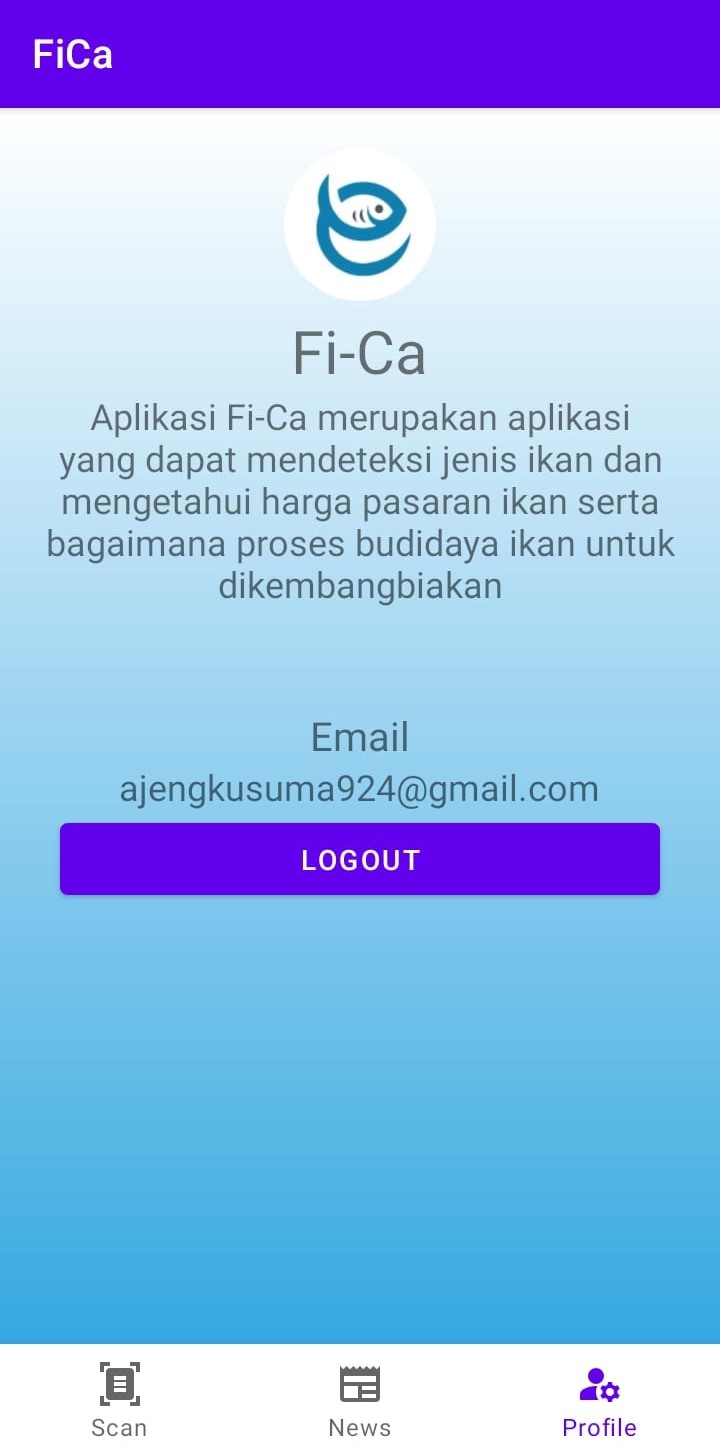 FiCa
Fi-Ca
Aplikasi Fi-Ca merupakan aplikasi
yang dapat mendeteksi jenis ikan dan
mengetahui harga pasaran ikan serta
bagaimana proses budidaya ikan untuk
dikembangbiakan
Email
ajengkusuma924@gmail.com
LOGOUT
Scan
News
Profile